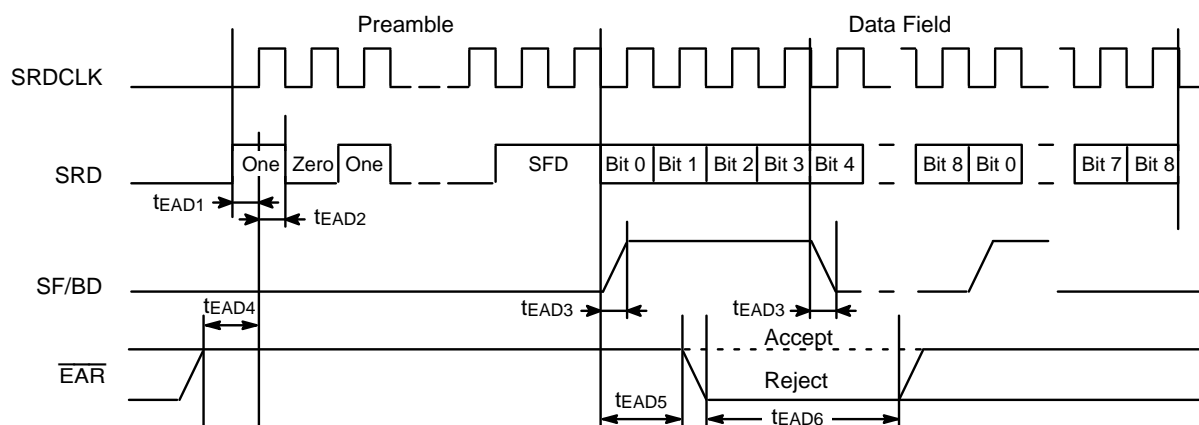 Preamble Data Field
SRDCLK
SRD One Zero One SFD Bit 0 Bit 1 Bit 2 Bit 3 Bit 4 Bit 8 Bit 0 Bit 7 Bit 8
tEAD1 tEAD2
SF/BD
tEAD4 tEAD3 tEAD3
Accept
EAR
Reject
tEAD5 tEAD6